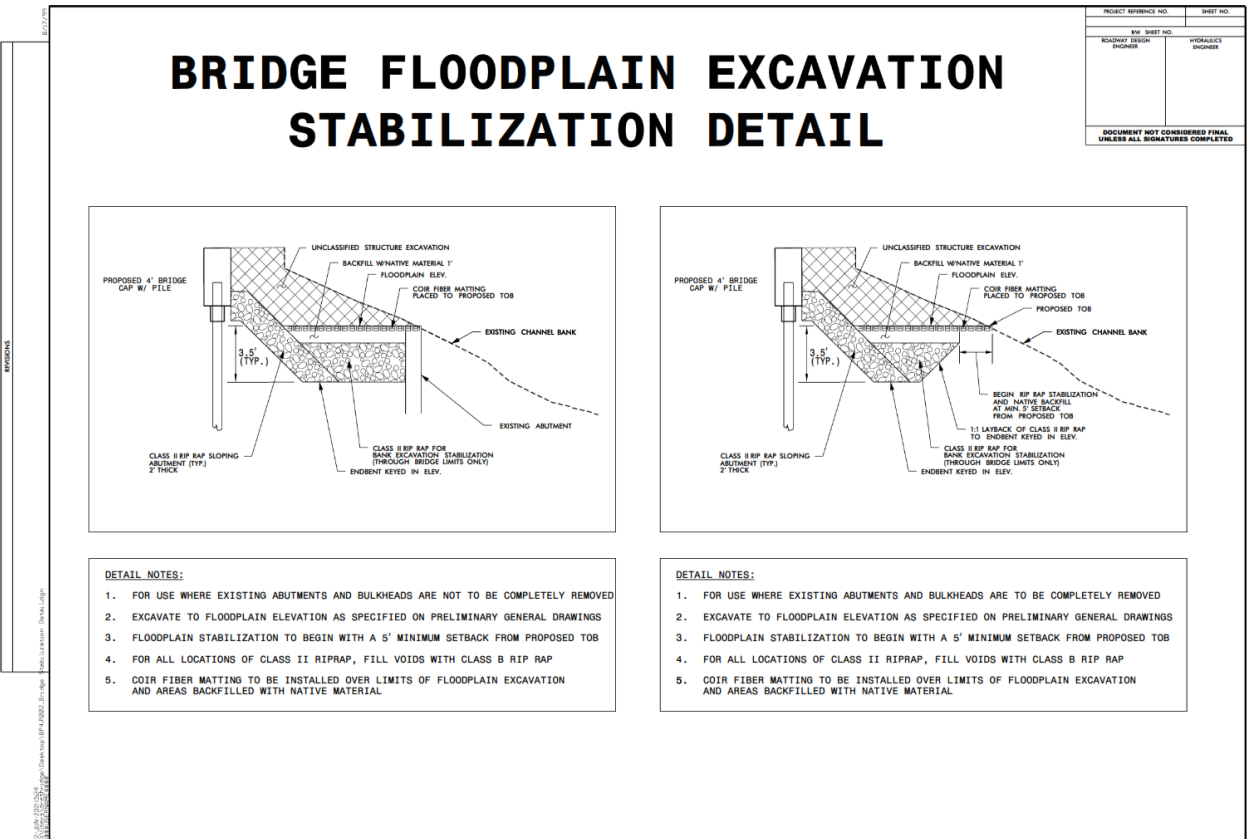 8/17/99
PROJECT REFERENCE NO.
SHEET NO.
RW SHEET NO.
ROADWAY DESIGN
ENGINEER
HYDRAULICS
ENGINEER
DOCUMENT NOT CONSIDERED FINAL
UNLESS ALL SIGNATURES COMPLETED
BRIDGE FLOODPLAIN EXCAVATION
STABILIZATION DETAIL
REVISIONS
UNCLASSIFIED STRUCTURE EXCAVATION
BACKFILL W/NATIVE MATERIAL 1'
FLOODPLAIN ELEV.
PROPOSED 4' BRIDGE
CAP W/ PILE
COIR FIBER MATTING
PLACED TO PROPOSED TOB
EXISTING CHANNEL BANK
3.5'
(TYP.)
EXISTING ABUTMENT
CLASS II RIP RAP SLOPING
ABUTMENT (TYP.)
2' THICK
CLASS II RIP RAP FOR
BANK EXCAVATION STABILIZATION
(THROUGH BRIDGE LIMITS ONLY)
ENDBENT KEYED IN ELEV.
UNCLASSIFIED STRUCTURE EXCAVATION
BACKFILL W/NATIVE MATERIAL 1'
FLOODPLAIN ELEV.
PROPOSED 4' BRIDGE
CAP W/ PILE
COIR FIBER MATTING
PLACED TO PROPOSED TOB
PROPOSED TOB
EXISTING CHANNEL BANK
3.5'
(TYP.)
BEGIN RIP RAP STABILIZATION
AND NATIVE BACKFILL
AT MIN. 5' SETBACK
FROM PROPOSED TOB
1:1 LAYBACK OF CLASS II RIP RAP
TO ENDBENT KEYED IN ELEV.
CLASS II RIP RAP SLOPING
ABUTMENT (TYP.)
2' THICK
CLASS II RIP RAP FOR
BANK EXCAVATION STABILIZATION
(THROUGH BRIDGE LIMITS ONLY)
ENDBENT KEYED IN ELEV.
DETAIL NOTES:
1. FOR USE WHERE EXISTING ABUTMENTS AND BULKHEADS ARE NOT TO BE COMPLETELY REMOVED
2. EXCAVATE TO FLOODPLAIN ELEVATION AS SPECIFIED ON PRELIMINARY GENERAL DRAWINGS
3. FLOODPLAIN STABILIZATION TO BEGIN WITH A 5' MINIMUM SETBACK FROM PROPOSED TOB
4. FOR ALL LOCATIONS OF CLASS II RIPRAP, FILL VOIDS WITH CLASS B RIP RAP
5. COIR FIBER MATTING TO BE INSTALLED OVER LIMITS OF FLOODPLAIN EXCAVATION
AND AREAS BACKFILLED WITH NATIVE MATERIAL
DETAIL NOTES:
1. FOR USE WHERE EXISTING ABUTMENTS AND BULKHEADS ARE TO BE COMPLETELY REMOVED
2. EXCAVATE TO FLOODPLAIN ELEVATION AS SPECIFIED ON PRELIMINARY GENERAL DRAWINGS
3. FLOODPLAIN STABILIZATION TO BEGIN WITH A 5' MINIMUM SETBACK FROM PROPOSED TOB
4. FOR ALL LOCATIONS OF CLASS II RIPRAP, FILL VOIDS WITH CLASS B RIP RAP
5. COIR FIBER MATTING TO BE INSTALLED OVER LIMITS OF FLOODPLAIN EXCAVATION
AND AREAS BACKFILLED WITH NATIVE MATERIAL